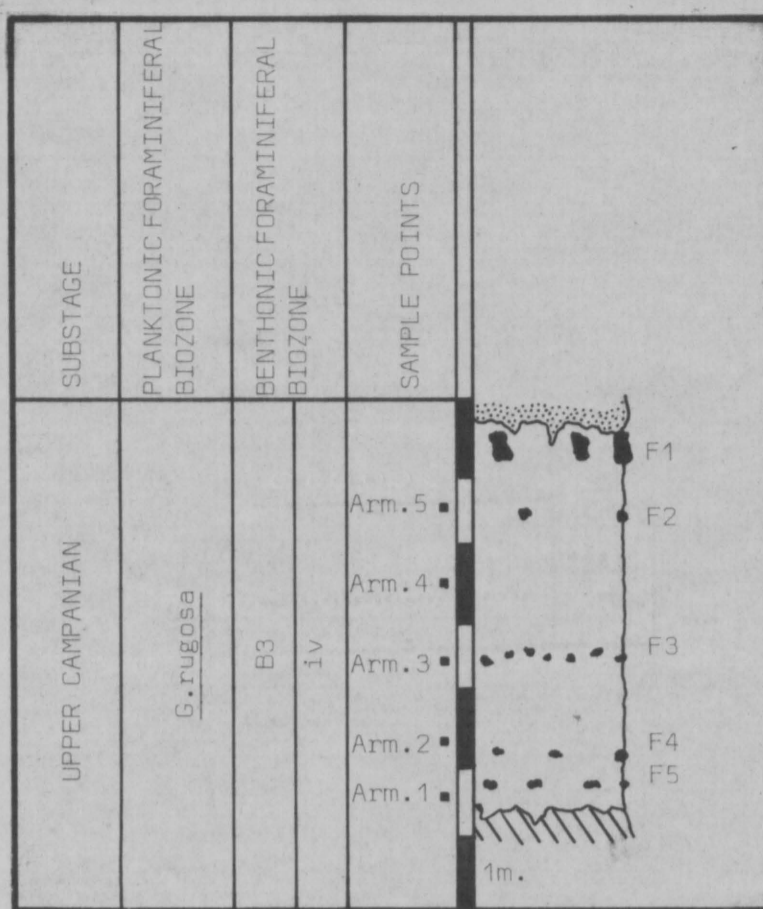 SUBSTAGE
PLANKTONIC FORAMINIFERAL
BIOZONE
BENTHONIC FORAMINIFERAL
BIOZONE
SAMPLE POINTS
UPPER CAMPANIAN
G.rugosa
B3
iv
Arm.5
Arm.4
Arm.3
Arm.2
Arm.1
F1
F2
F3
F4
F5
1m.